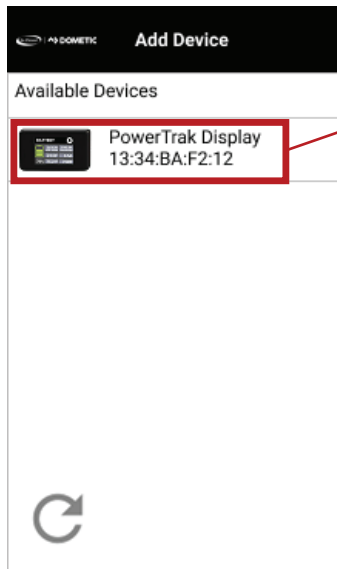 DOMETIC
Add Device
Available Devices
PowerTrak Display
13:34:BA:F2:12